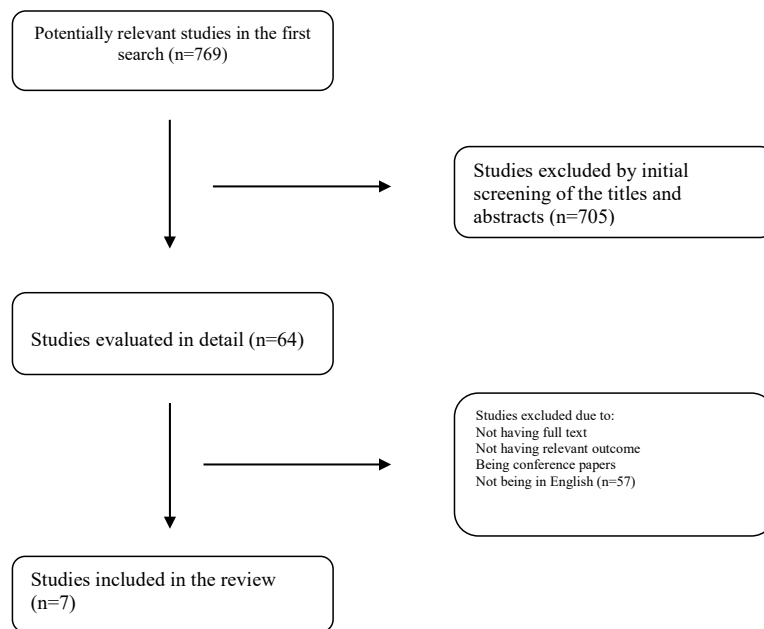 Potentially relevant studies in the first
search (n=769)
Studies excluded by initial
screening of the titles and
abstracts (n=705)
Studies evaluated in detail (n=64)
Studies excluded due to:
Not having full text
Not having relevant outcome
Being conference papers
Not being in English (n=57)
Studies included in the review
(n=7)